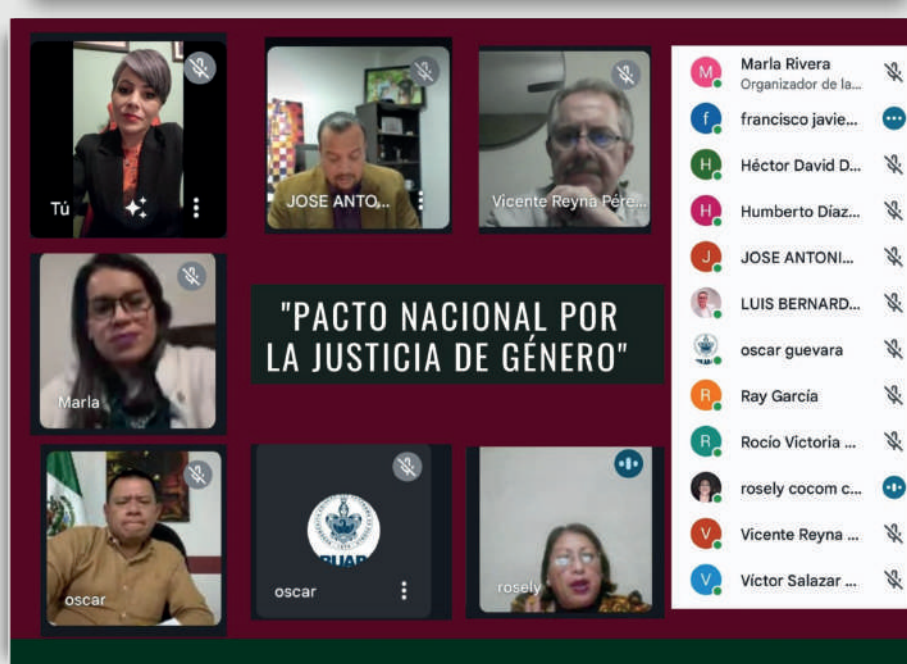 Tú
JOSE ANTO...
Vicente Reyna Pére...
Marla
"PACTO NACIONAL POR
LA JUSTICIA DE GÉNERO"
oscar
BUAP
oscar
rosely
M
Marla Rivera
Organizador de la...
f
francisco javie...
H
Héctor David D...
H
Humberto Díaz...
J
JOSE ANTONI...
LUIS BERNARD...
oscar guevara
R
Ray García
R
Rocío Victoria ...
rosely cocom c...
V
Vicente Reyna ...
V
Víctor Salazar ...